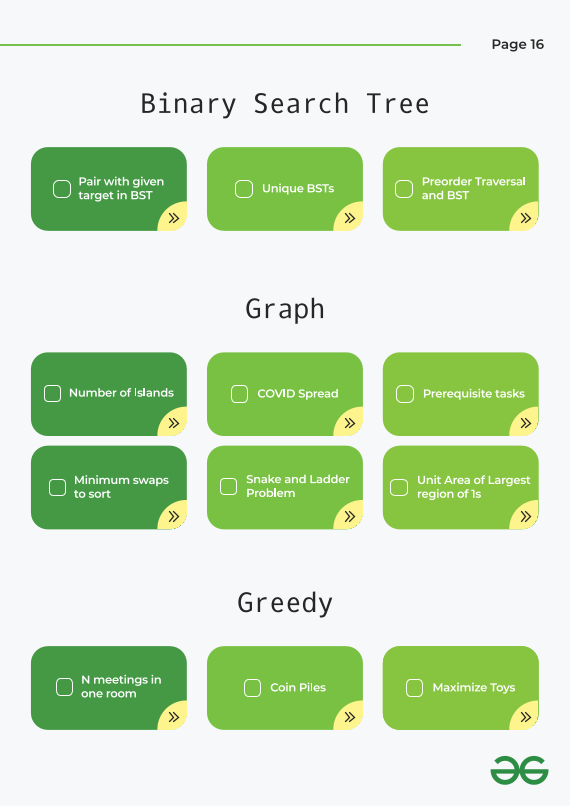 Page 16
Binary Search Tree
Pair with given
target in BST
Unique BSTs
Preorder Traversal
and BST
Graph
Number of Islands
COVID Spread
Prerequisite tasks
Minimum swaps
to sort
Snake and Ladder
Problem
Unit Area of Largest
region of 1s
Greedy
N meetings in
one room
Coin Piles
Maximize Toys